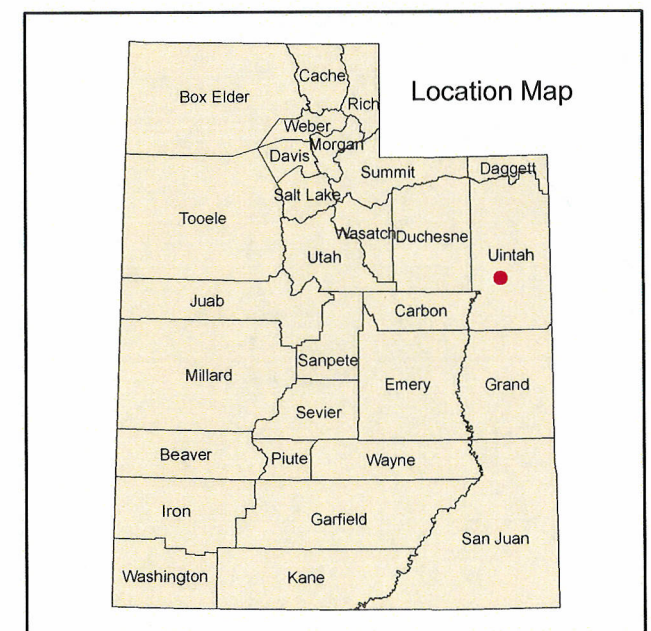 Location Map
Cache
Box Elder
Rich
Weber
Morgan
Davis
Summit
Daggett
Salt Lake
Tooele
Wasatch
Duchesne
Utah
Uintah
Juab
Carbon
Sanpete
Millard
Emery
Grand
Sevier
Beaver
Piute
Wayne
Iron
Garfield
San Juan
Washington
Kane